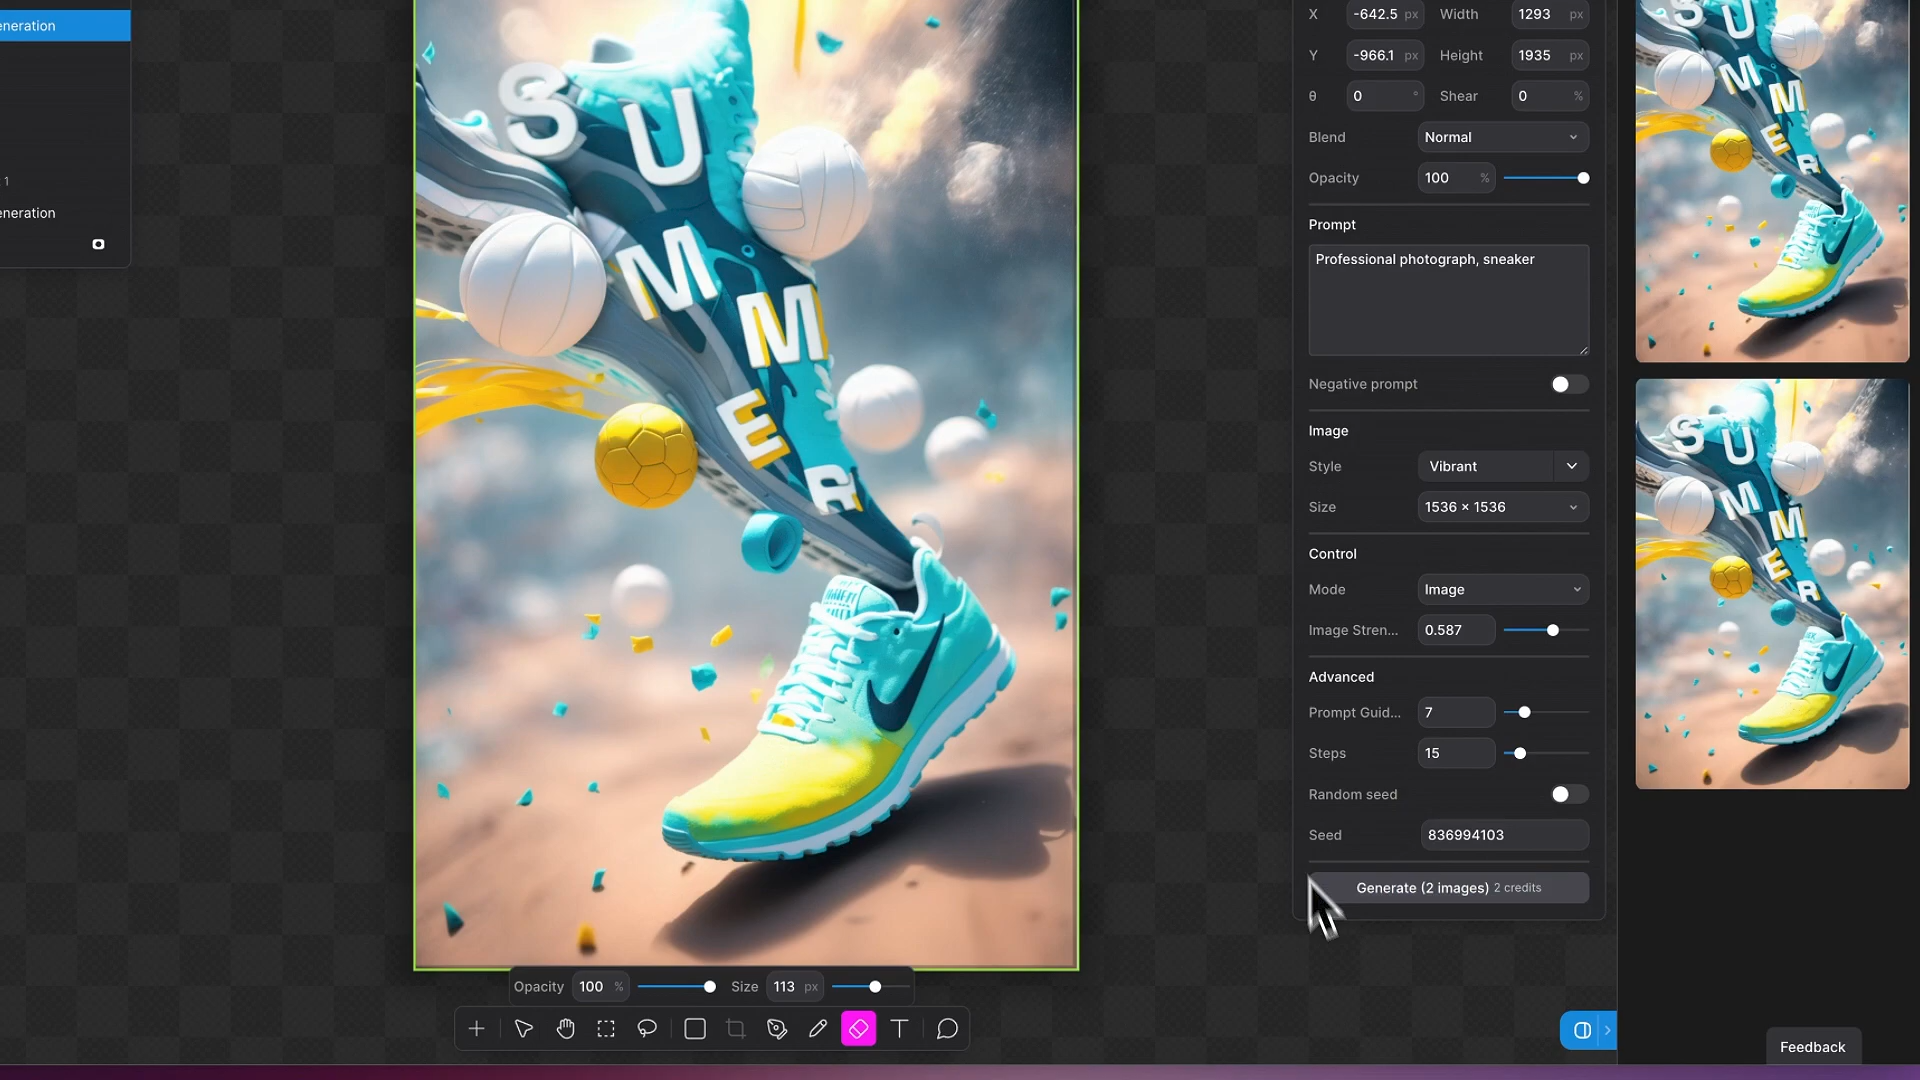 eneration
1
eneration
SUMMER
X -642.5 px Width 1293 px
Y -966.1 px Height 1935 px
θ 0 ° Shear 0 %
Blend Normal
Opacity 100 %
Prompt
Professional photograph, sneaker
Negative prompt
Image
Style Vibrant
Size 1536 × 1536
Control
Mode Image
Image Stren... 0.587
Advanced
Prompt Guid... 7
Steps 15
Random seed
Seed 836994103
Generate (2 images) 2 credits
SUMMER
SUMMER
Opacity 100 % Size 113 px
Feedback